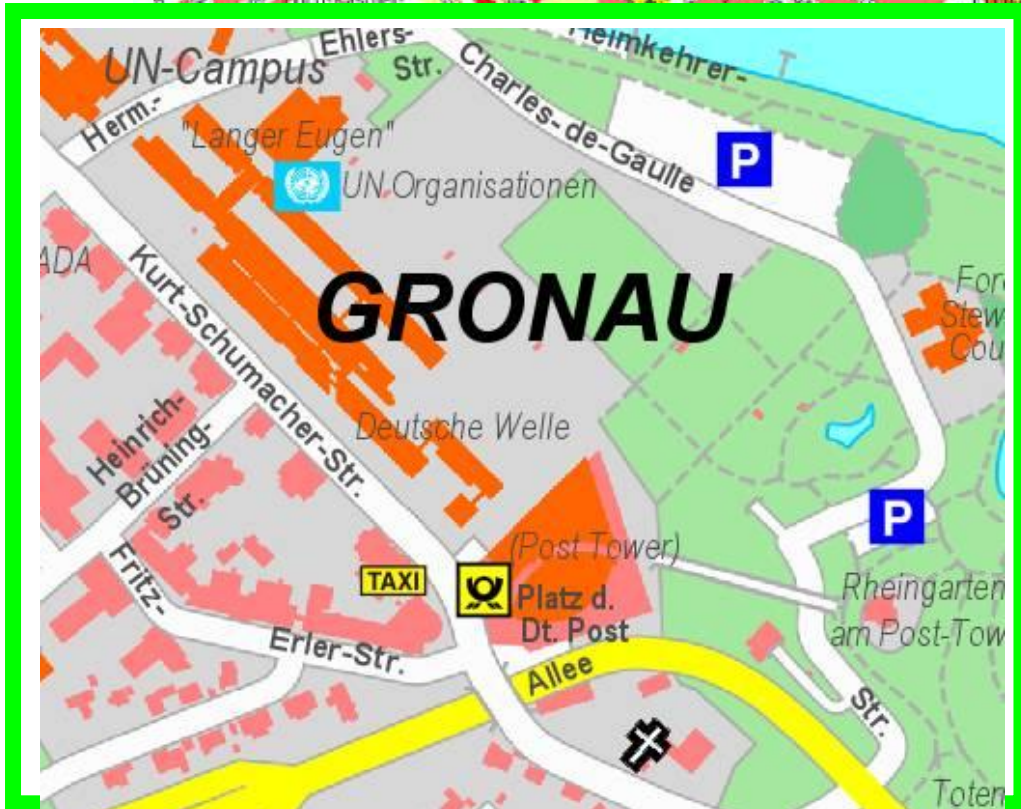 UN-Campus
Ehlers-
Str.
Heimkehrer-
Herm.-
"Langer Eugen"
Charles-de-Gaulle
P
UN Organisationen
ADA
Kurt-Schumacher-Str.
GRONAU
Stew
Cou
Deutsche Welle
Heinrich-
Brüning-
Str.
P
(Post Tower)
TAXI
Platz d.
Dt. Post
Fritz-
Erler-Str.
Allee
Rheingarten
am Post-Tow
Str.
Toten